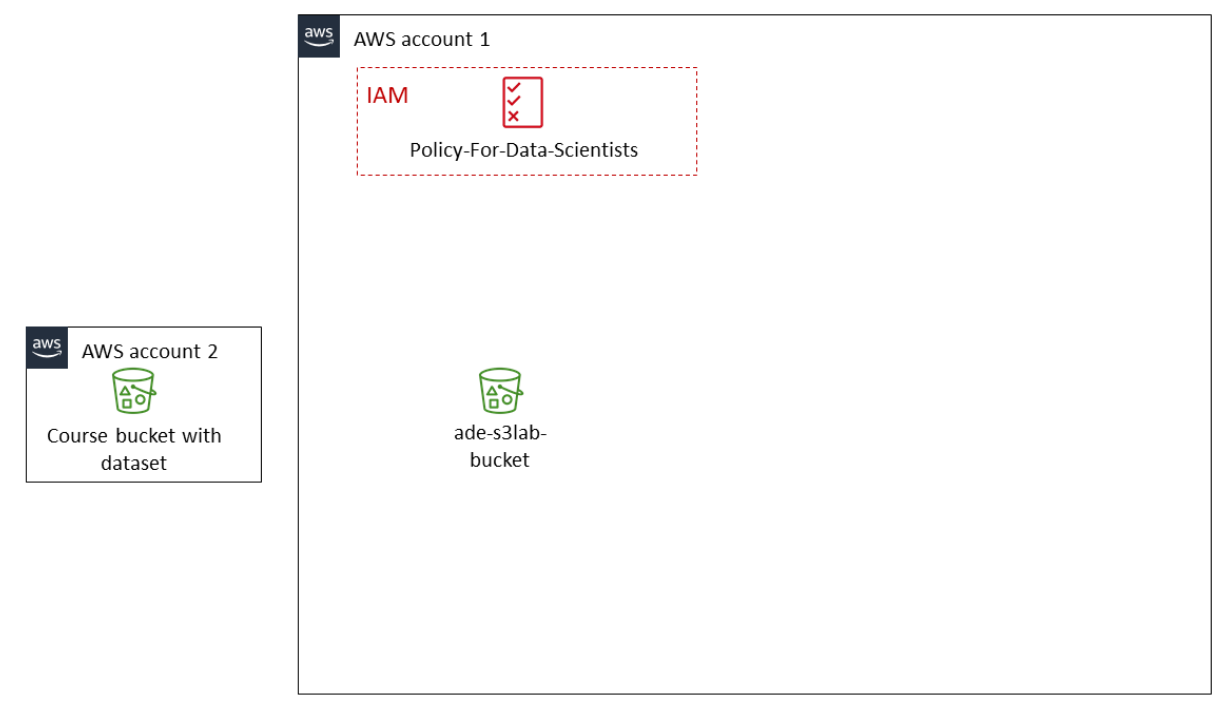 aws
AWS account 1
IAM
Policy-For-Data-Scientists
aws
AWS account 2
Course bucket with
dataset
ade-s3lab-
bucket